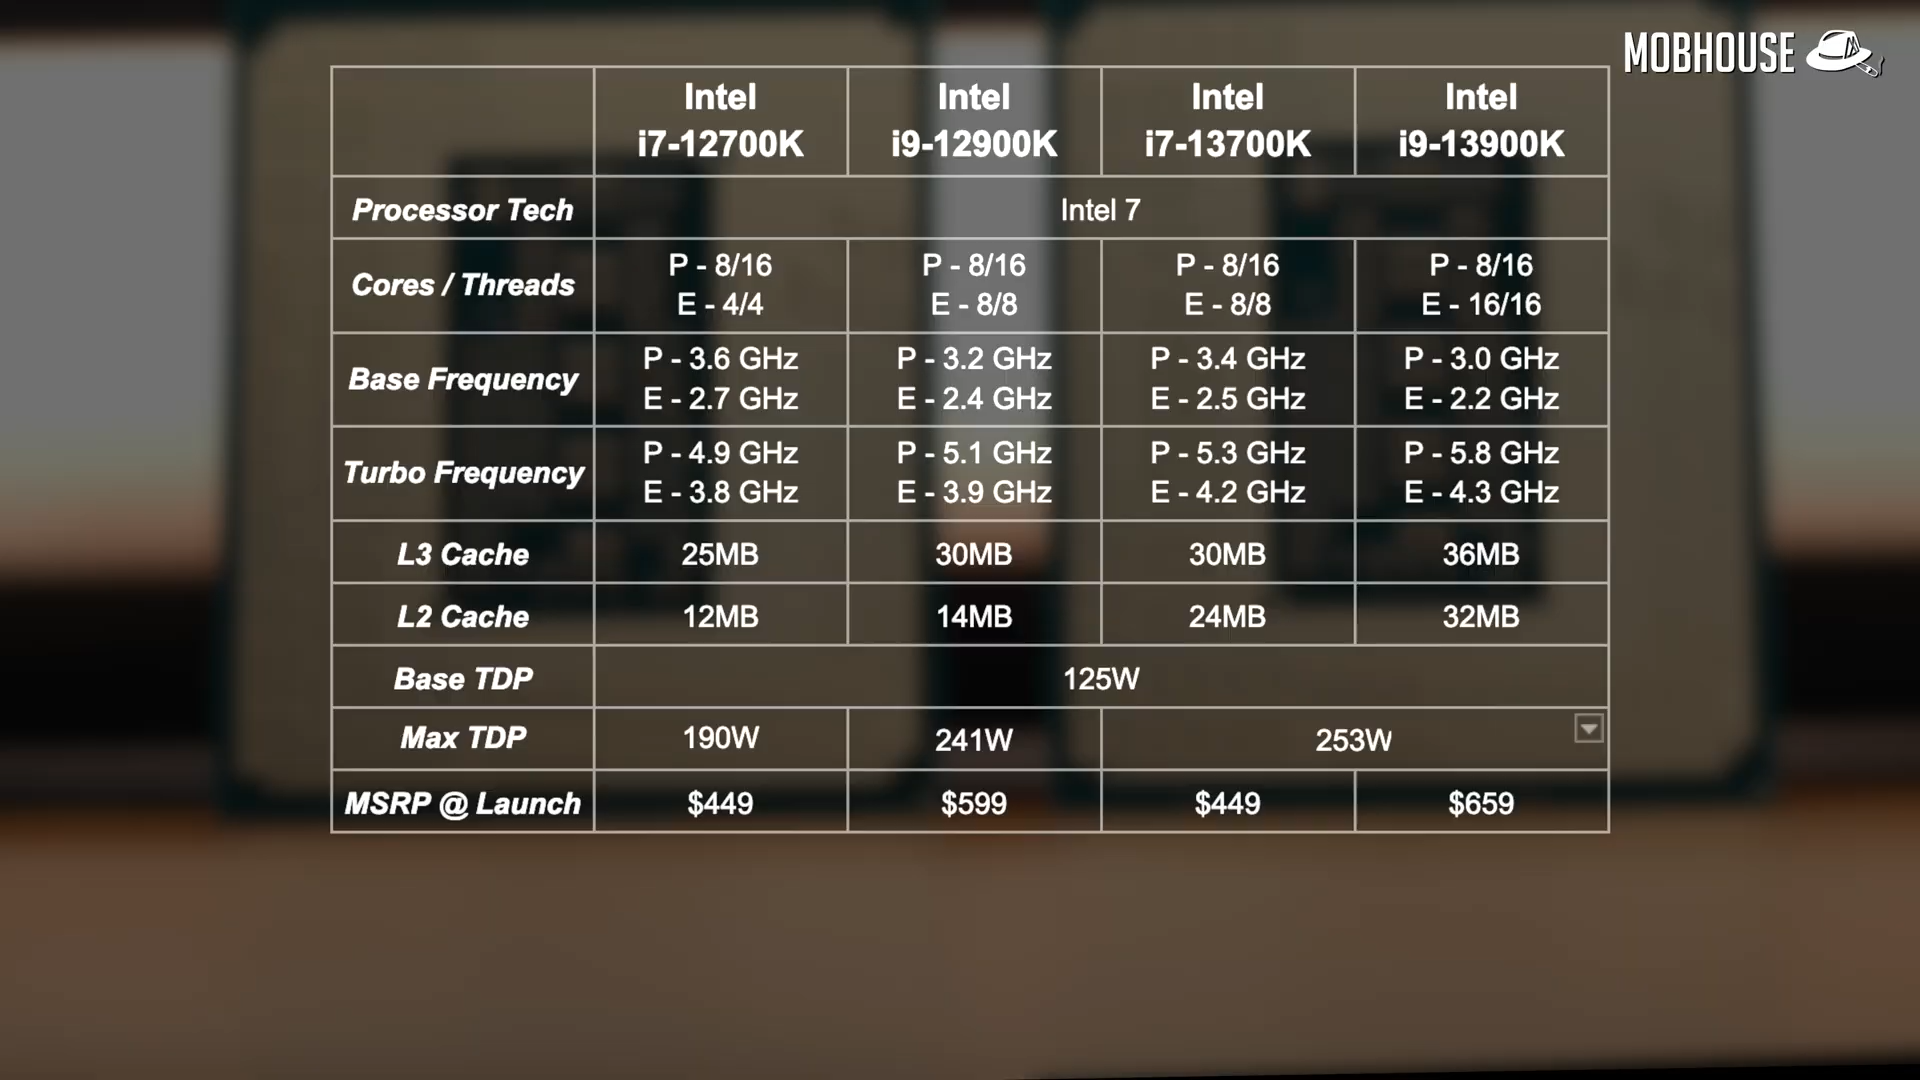 MOBHOUSE
Intel Intel Intel Intel
i7-12700K i9-12900K i7-13700K i9-13900K
Processor Tech Intel 7
Cores / Threads
P - 8/16 P - 8/16 P - 8/16 P - 8/16
E - 4/4 E - 8/8 E - 8/8 E - 16/16
Base Frequency
P - 3.6 GHz P - 3.2 GHz P - 3.4 GHz P - 3.0 GHz
E - 2.7 GHz E - 2.4 GHz E - 2.5 GHz E - 2.2 GHz
Turbo Frequency
P - 4.9 GHz P - 5.1 GHz P - 5.3 GHz P - 5.8 GHz
E - 3.8 GHz E - 3.9 GHz E - 4.2 GHz E - 4.3 GHz
L3 Cache 25MB 30MB 30MB 36MB
L2 Cache 12MB 14MB 24MB 32MB
Base TDP 125W
Max TDP 190W 241W 253W
MSRP @ Launch $449 $599 $449 $659